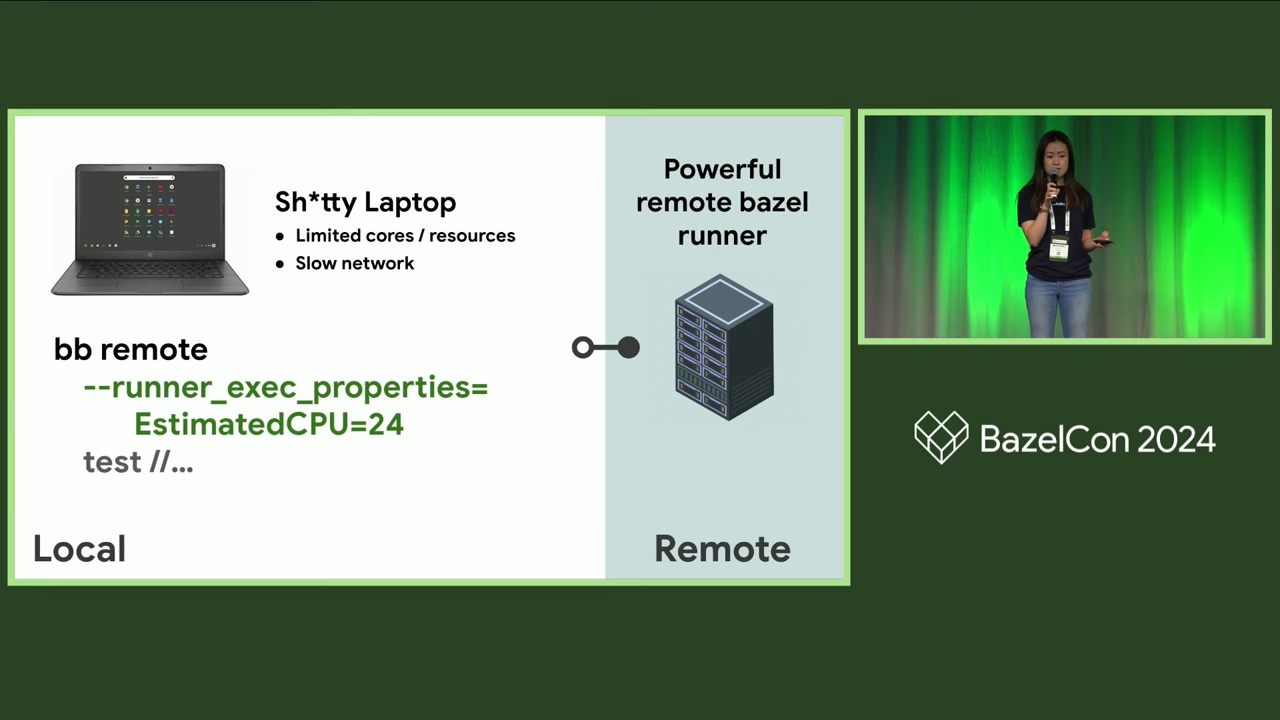 Sh*tty Laptop
● Limited cores / resources
● Slow network
bb remote
--runner_exec_properties=
EstimatedCPU=24
test //...
Local
Powerful
remote bazel
runner
Remote
BazelCon 2024